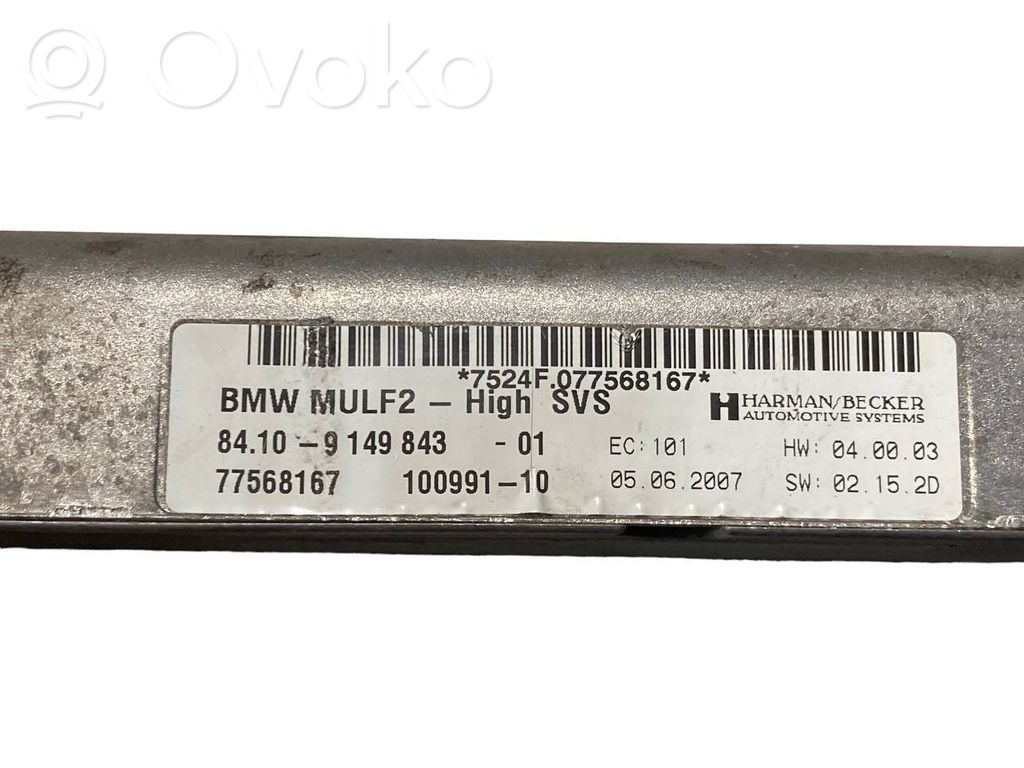 Ovoko
*7524F.077568167*
BMW MULF2 – High SVS
HARMAN/BECKER
AUTOMOTIVE SYSTEMS
84.10 – 9 149 843 - 01 EC: 101 HW: 04.00.03
77568167 100991-10 05.06.2007 SW: 02.15.2D